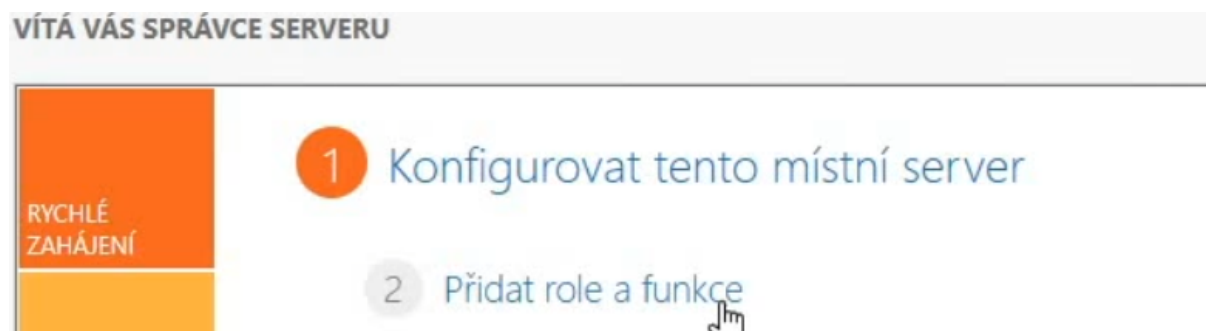 VÍTÁ VÁS SPRÁVCE SERVERU
1 Konfigurovat tento místní server
RYCHLÉ
ZAHÁJENÍ
2 Přidat role a funkce